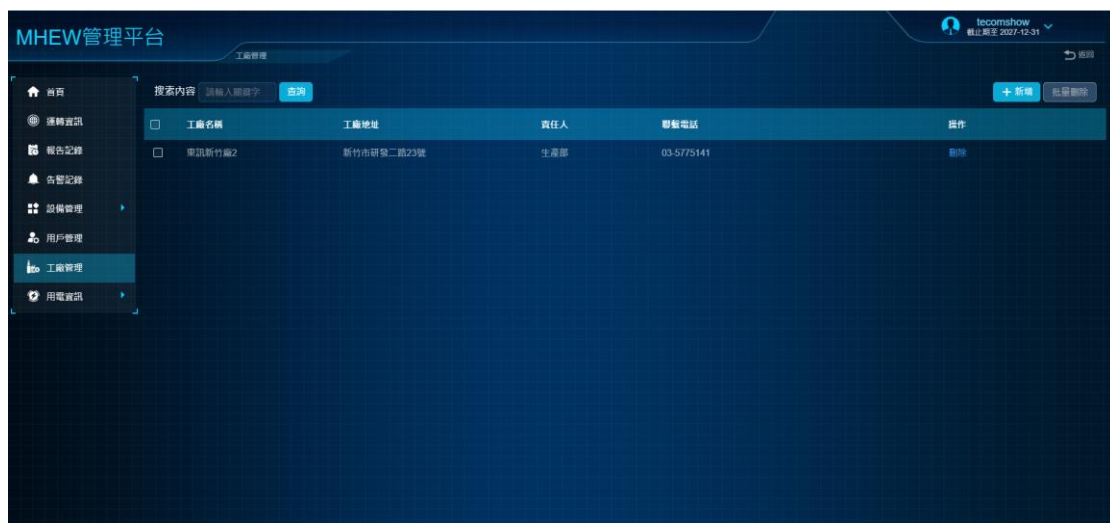 MHEW管理平台
tecomshow
截止期至 2027-12-31
工廠管理
返回
首頁
運轉資訊
報告記錄
告警記錄
設備管理
用戶管理
工廠管理
用電資訊
搜索內容 請輸入關鍵字 查詢
+ 新增 批量刪除
工廠名稱 工廠地址 責任人 聯繫電話 操作
東訊新竹廠2 新竹市研發二路23號 生產部 03-5775141 刪除